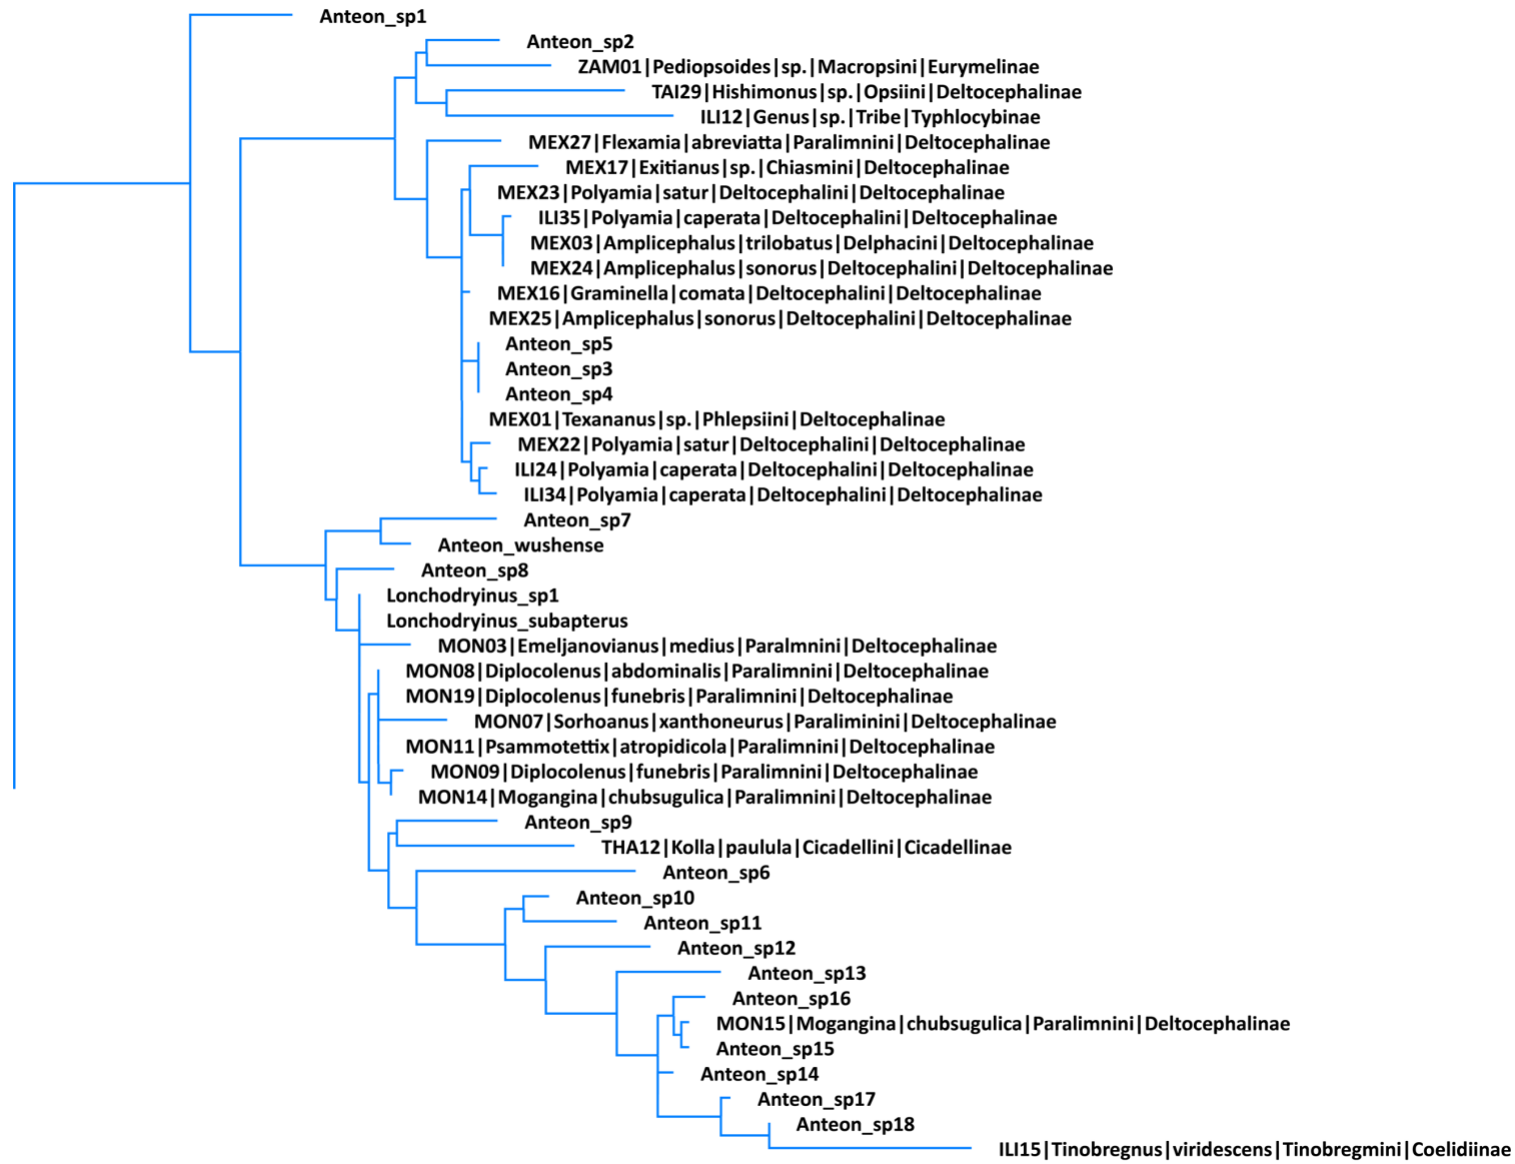 Anteon_sp1
Anteon_sp2
ZAM01|Pediopsoides|sp.|Macropsini|Eurymelinae
TAI29|Hishimonus|sp.|Opsiini|Deltocephalinae
ILI12|Genus|sp.|Tribe|Typhlocybinae
MEX27|Flexamia|abreviatta|Paralimnini|Deltocephalinae
MEX17|Exitianus|sp.|Chiasmini|Deltocephalinae
MEX23|Polyamia|satur|Deltocephalini|Deltocephalinae
ILI35|Polyamia|caperata|Deltocephalini|Deltocephalinae
MEX03|Amplicephalus|trilobatus|Delphacini|Deltocephalinae
MEX24|Amplicephalus|sonorus|Deltocephalini|Deltocephalinae
MEX16|Graminella|comata|Deltocephalini|Deltocephalinae
MEX25|Amplicephalus|sonorus|Deltocephalini|Deltocephalinae
Anteon_sp5
Anteon_sp3
Anteon_sp4
MEX01|Texananus|sp.|Phlepsiini|Deltocephalinae
MEX22|Polyamia|satur|Deltocephalini|Deltocephalinae
ILI24|Polyamia|caperata|Deltocephalini|Deltocephalinae
ILI34|Polyamia|caperata|Deltocephalini|Deltocephalinae
Anteon_sp7
Anteon_wushense
Anteon_sp8
Lonchodryinus_sp1
Lonchodryinus_subapterus
MON03|Emeljanovianus|medius|Paralmnini|Deltocephalinae
MON08|Diplocolenus|abdominalis|Paralimnini|Deltocephalinae
MON19|Diplocolenus|funebris|Paralimnini|Deltocephalinae
MON07|Sorhoanus|xanthoneurus|Paraliminini|Deltocephalinae
MON11|Psammotettix|atropidicola|Paralimnini|Deltocephalinae
MON09|Diplocolenus|funebris|Paralimnini|Deltocephalinae
MON14|Mogangina|chubsugulica|Paralimnini|Deltocephalinae
Anteon_sp9
THA12|Kolla|paulula|Cicadellini|Cicadellinae
Anteon_sp6
Anteon_sp10
Anteon_sp11
Anteon_sp12
Anteon_sp13
Anteon_sp16
MON15|Mogangina|chubsugulica|Paralimnini|Deltocephalinae
Anteon_sp15
Anteon_sp14
Anteon_sp17
Anteon_sp18
ILI15|Tinobregnus|viridescens|Tinobregmini|Coelidiinae